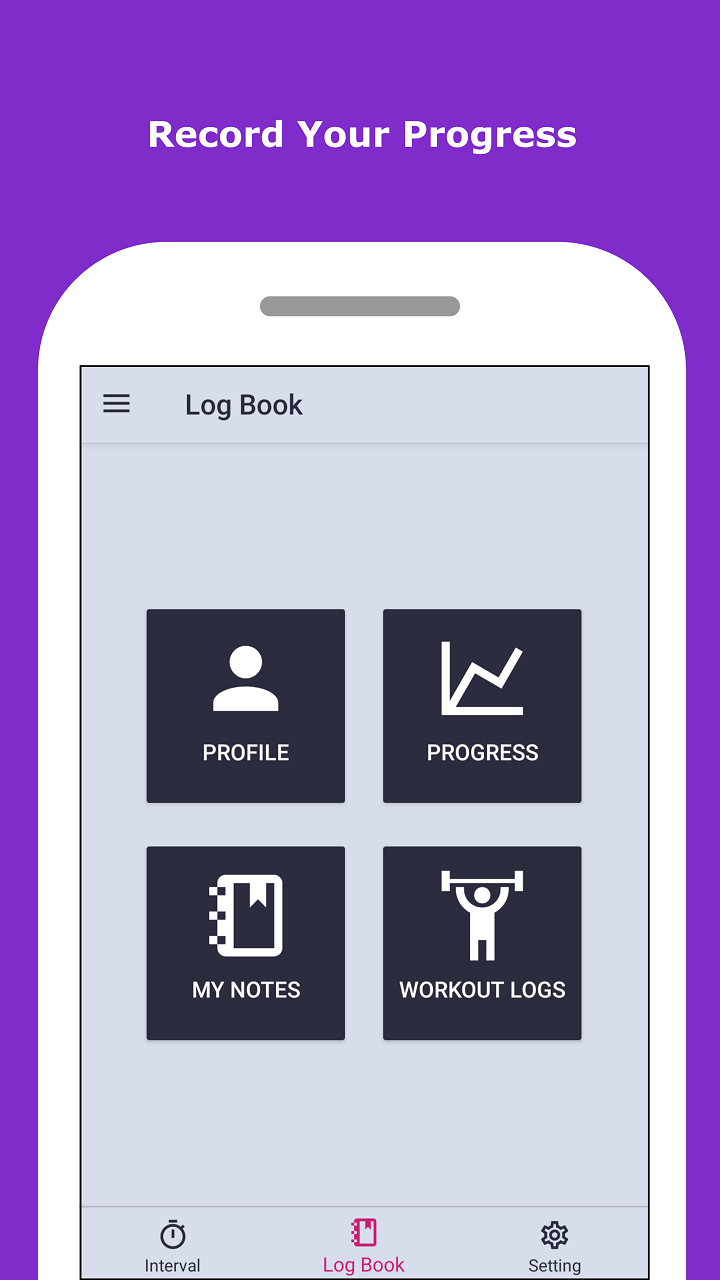 Record Your Progress
Log Book
PROFILE
PROGRESS
MY NOTES
WORKOUT LOGS
Interval
Log Book
Setting